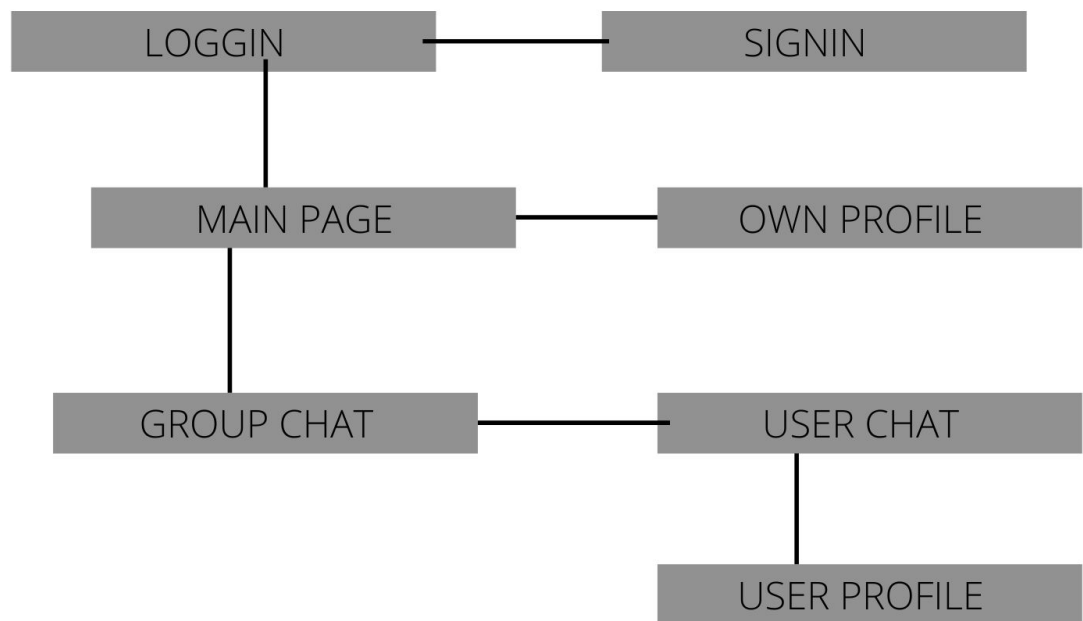 LOGGIN
SIGNIN
MAIN PAGE
OWN PROFILE
GROUP CHAT
USER CHAT
USER PROFILE